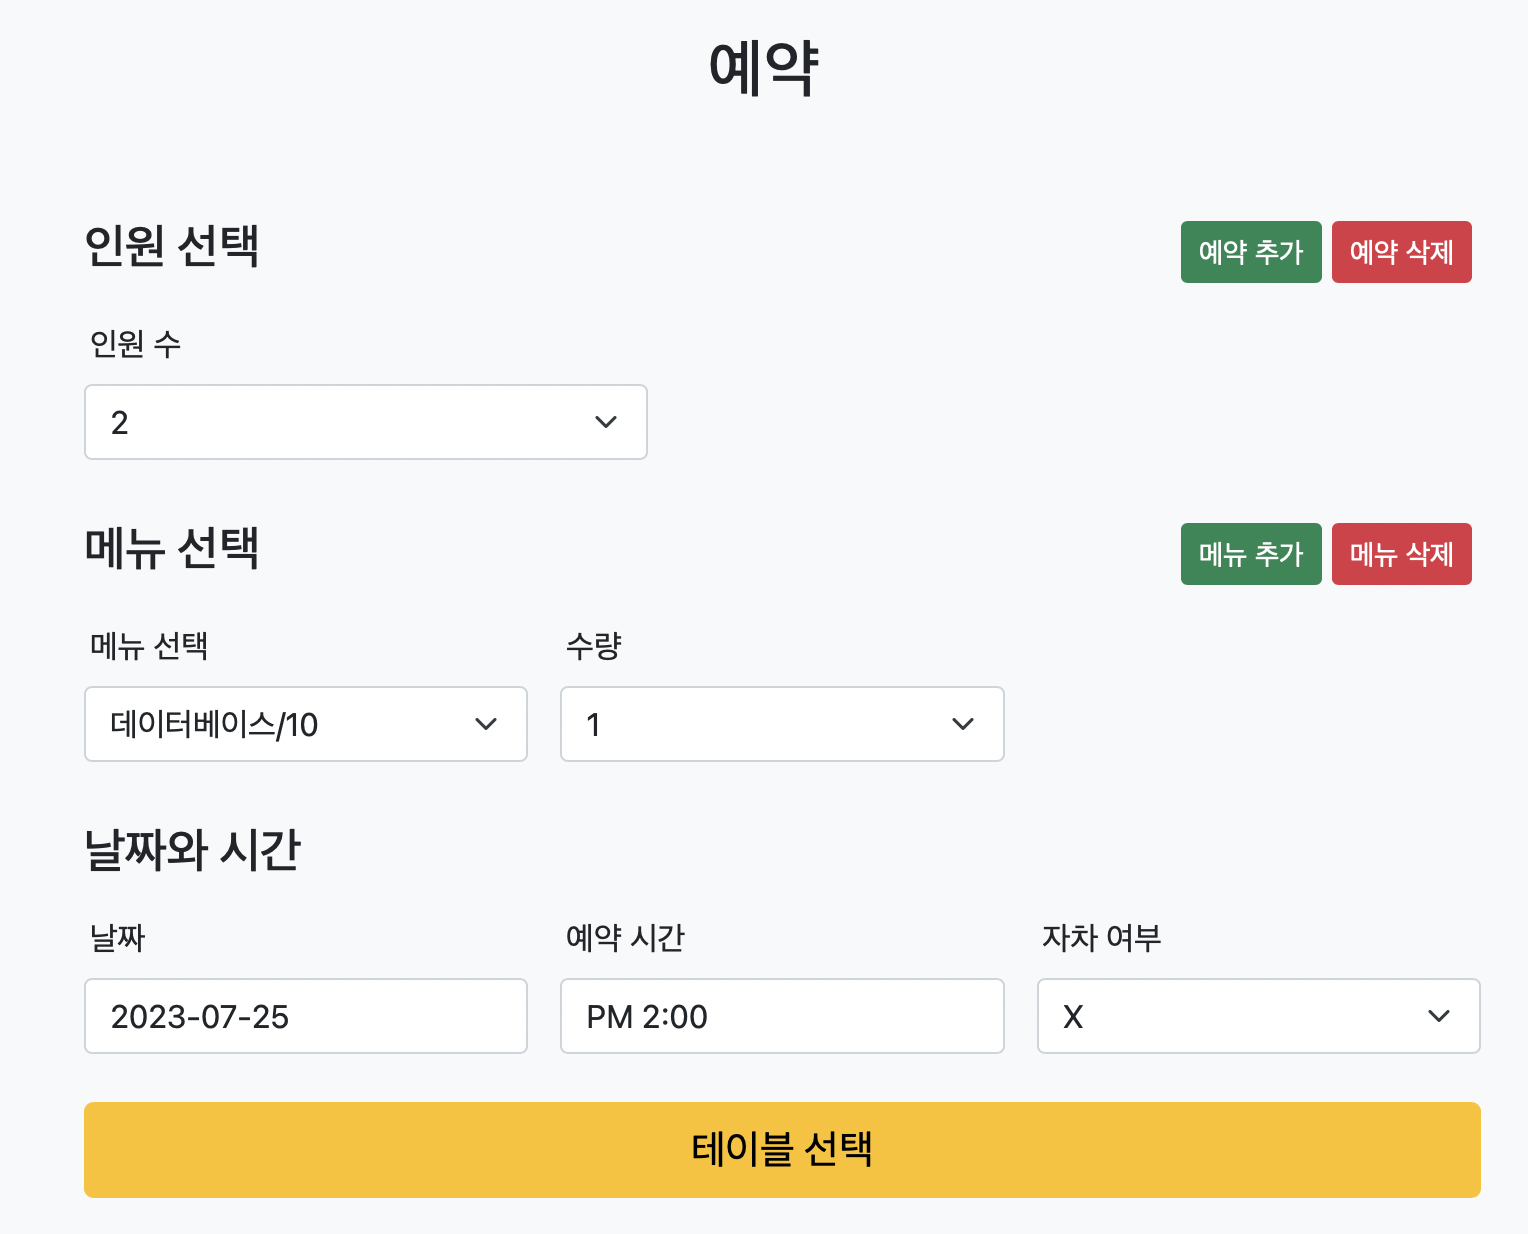 예약
인원 선택
예약 추가
예약 삭제
인원 수
2
메뉴 선택
메뉴 추가
메뉴 삭제
메뉴 선택
수량
데이터베이스/10
1
날짜와 시간
날짜
예약 시간
자차 여부
2023-07-25
PM 2:00
X
테이블 선택